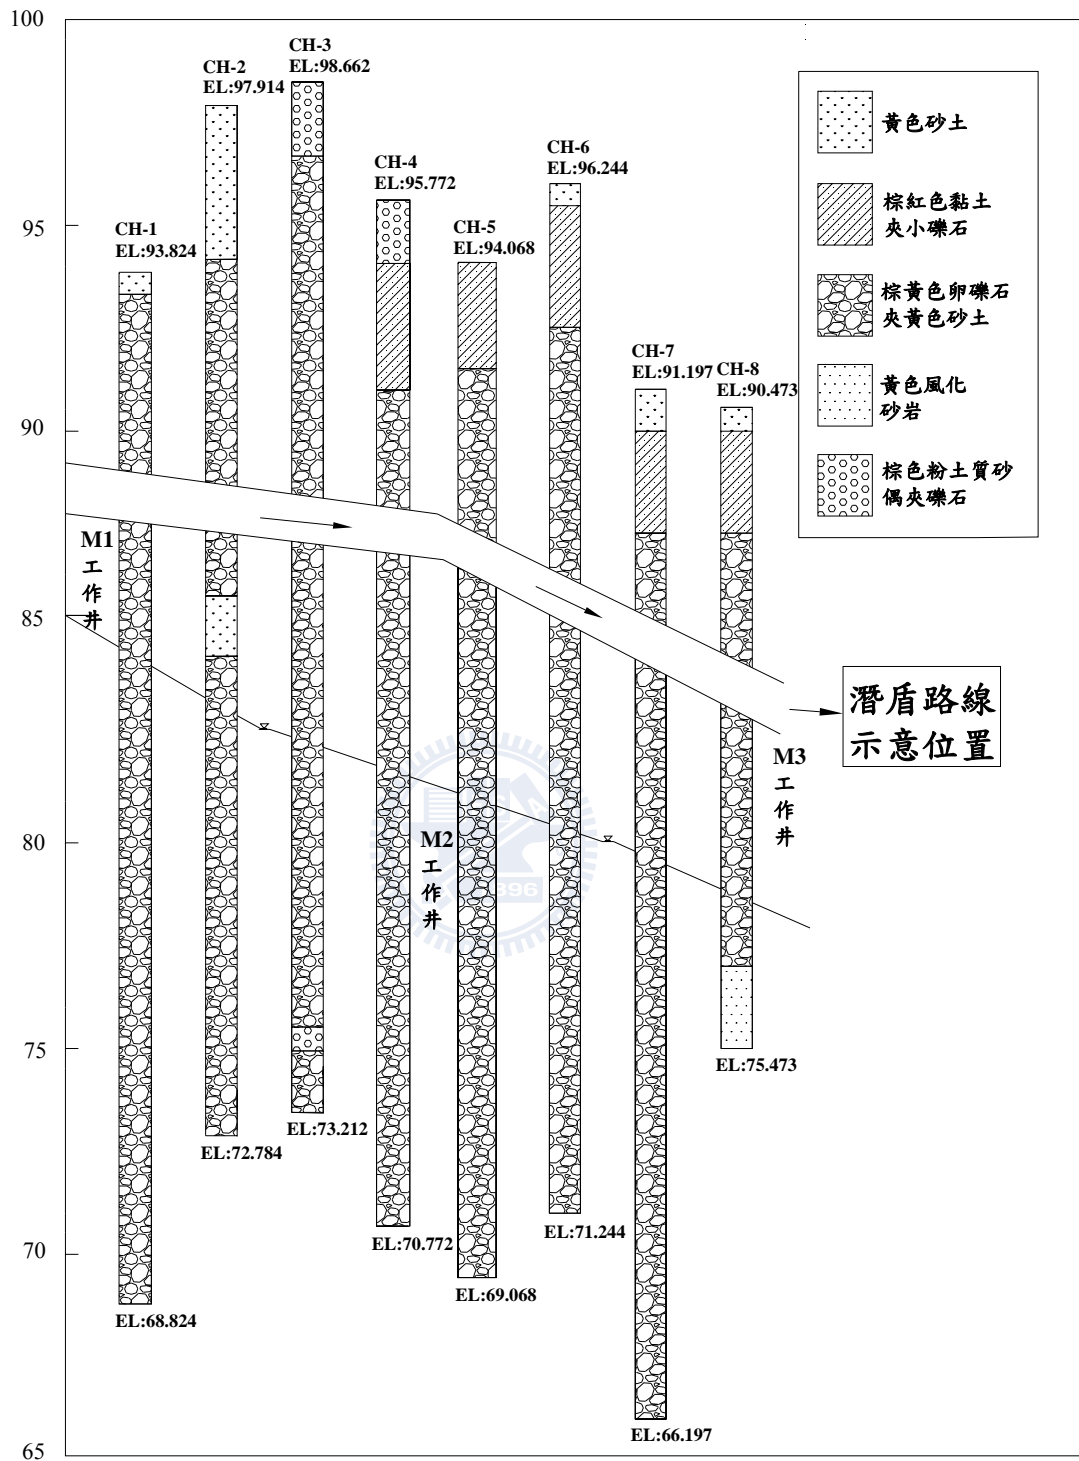 100
95
90
85
80
75
70
65
CH-1
EL:93.824
EL:68.824
CH-2
EL:97.914
EL:72.784
CH-3
EL:98.662
EL:73.212
CH-4
EL:95.772
EL:70.772
CH-5
EL:94.068
EL:69.068
CH-6
EL:96.244
EL:71.244
CH-7
EL:91.197
EL:66.197
CH-8
EL:90.473
EL:75.473
M1
工
作
井
M2
工
作
井
M3
工
作
井
黃色砂土
棕紅色黏土
夾小礫石
棕黃色卵礫石
夾黃色砂土
黃色風化
砂岩
棕色粉土質砂
偶夾礫石
潛盾路線
示意位置